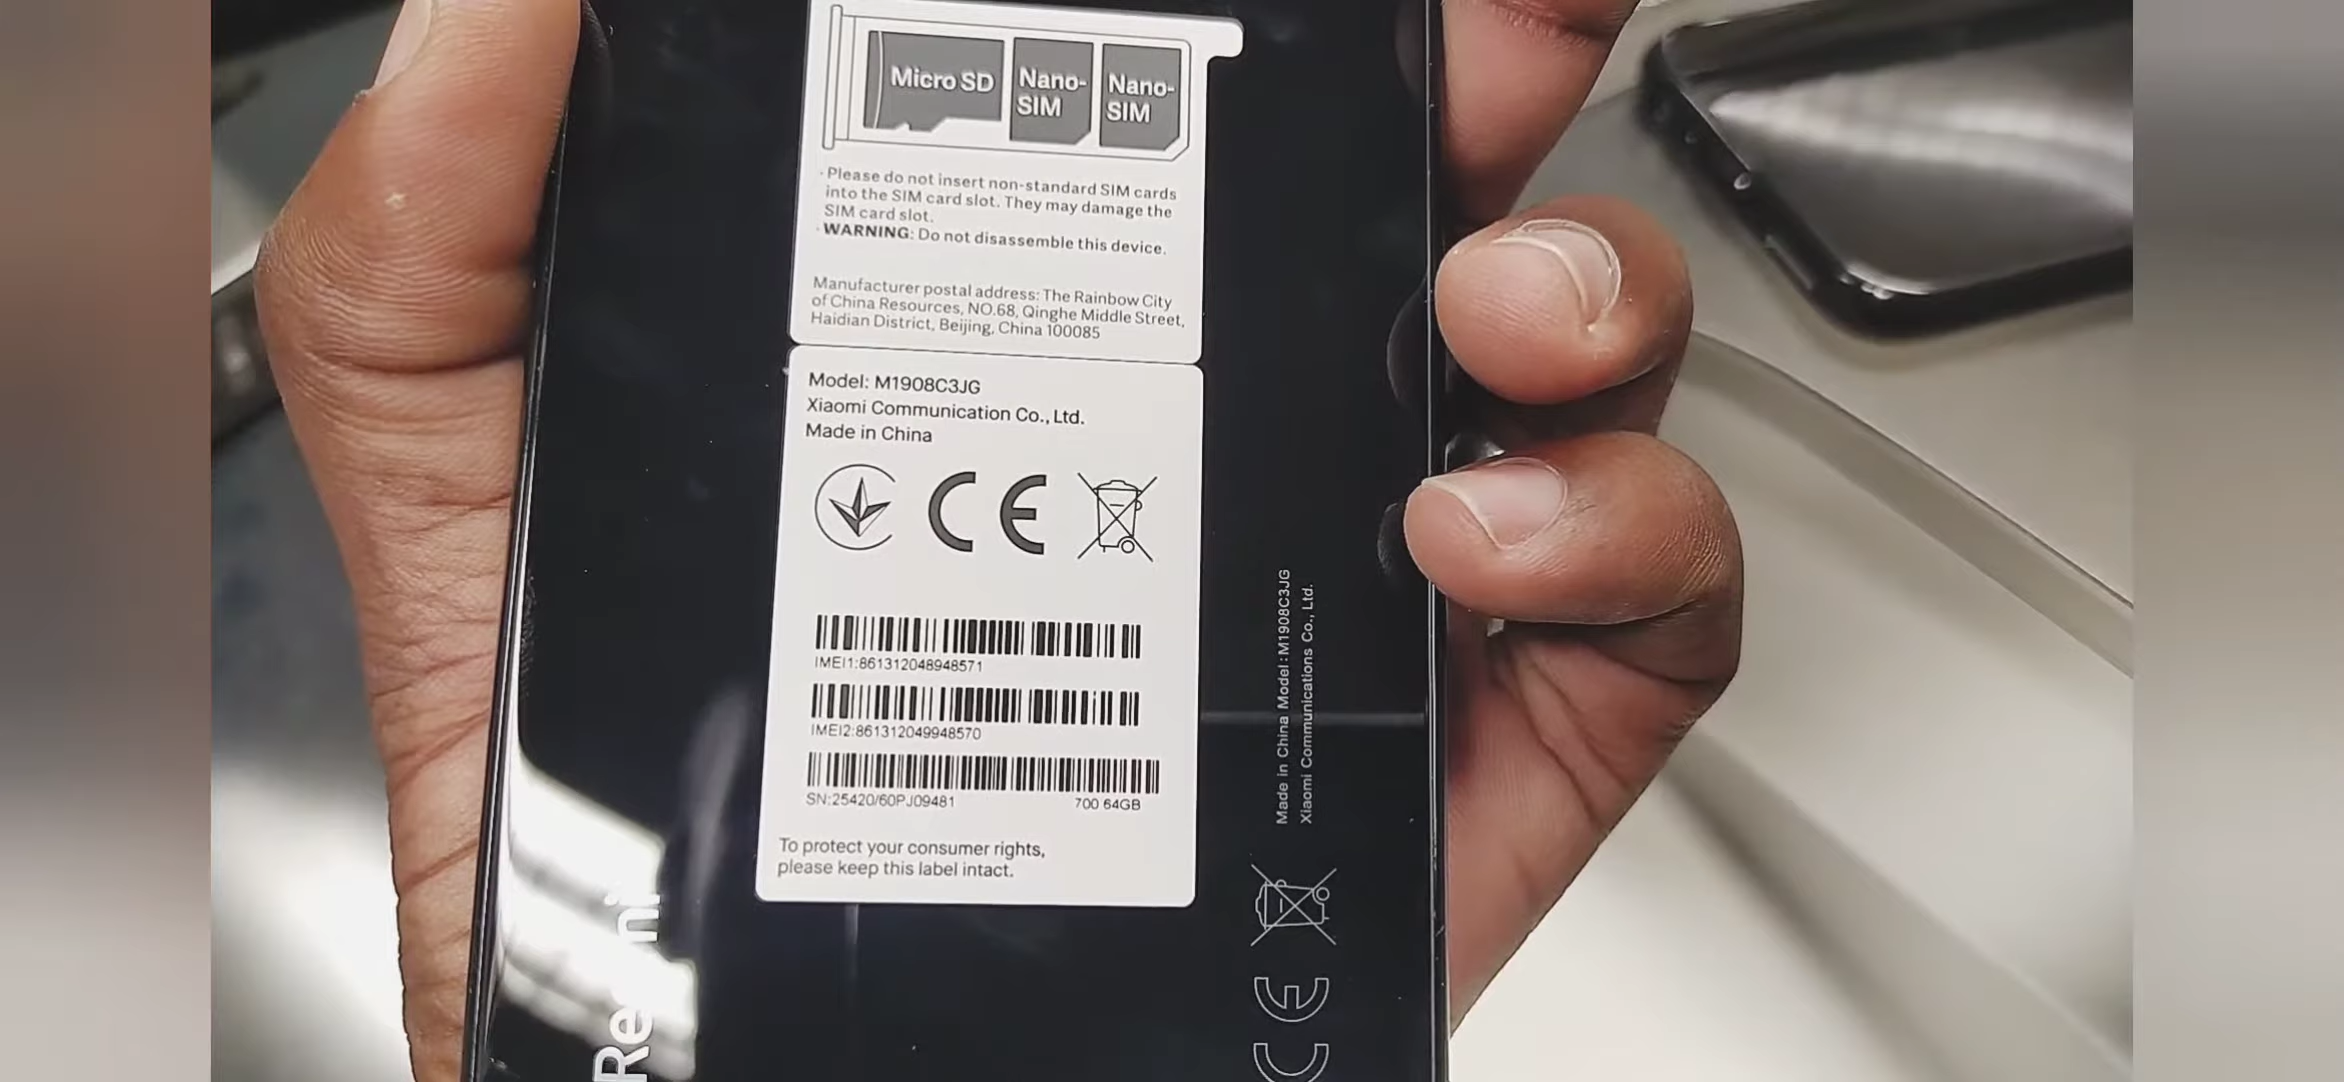 Micro SD
Nano-
SIM
Nano-
SIM
· Please do not insert non-standard SIM cards
into the SIM card slot. They may damage the
SIM card slot.
· WARNING: Do not disassemble this device.
Manufacturer postal address: The Rainbow City
of China Resources, NO.68, Qinghe Middle Street,
Haidian District, Beijing, China 100085
Model: M1908C3JG
Xiaomi Communication Co., Ltd.
Made in China
CE
IMEI1:861312048948571
IMEI2:861312049948570
SN:25420/60PJ09481
700 64GB
To protect your consumer rights,
please keep this label intact.
Made in China Model:M1908C3JG
Xiaomi Communications Co., Ltd.
CE
Redmi